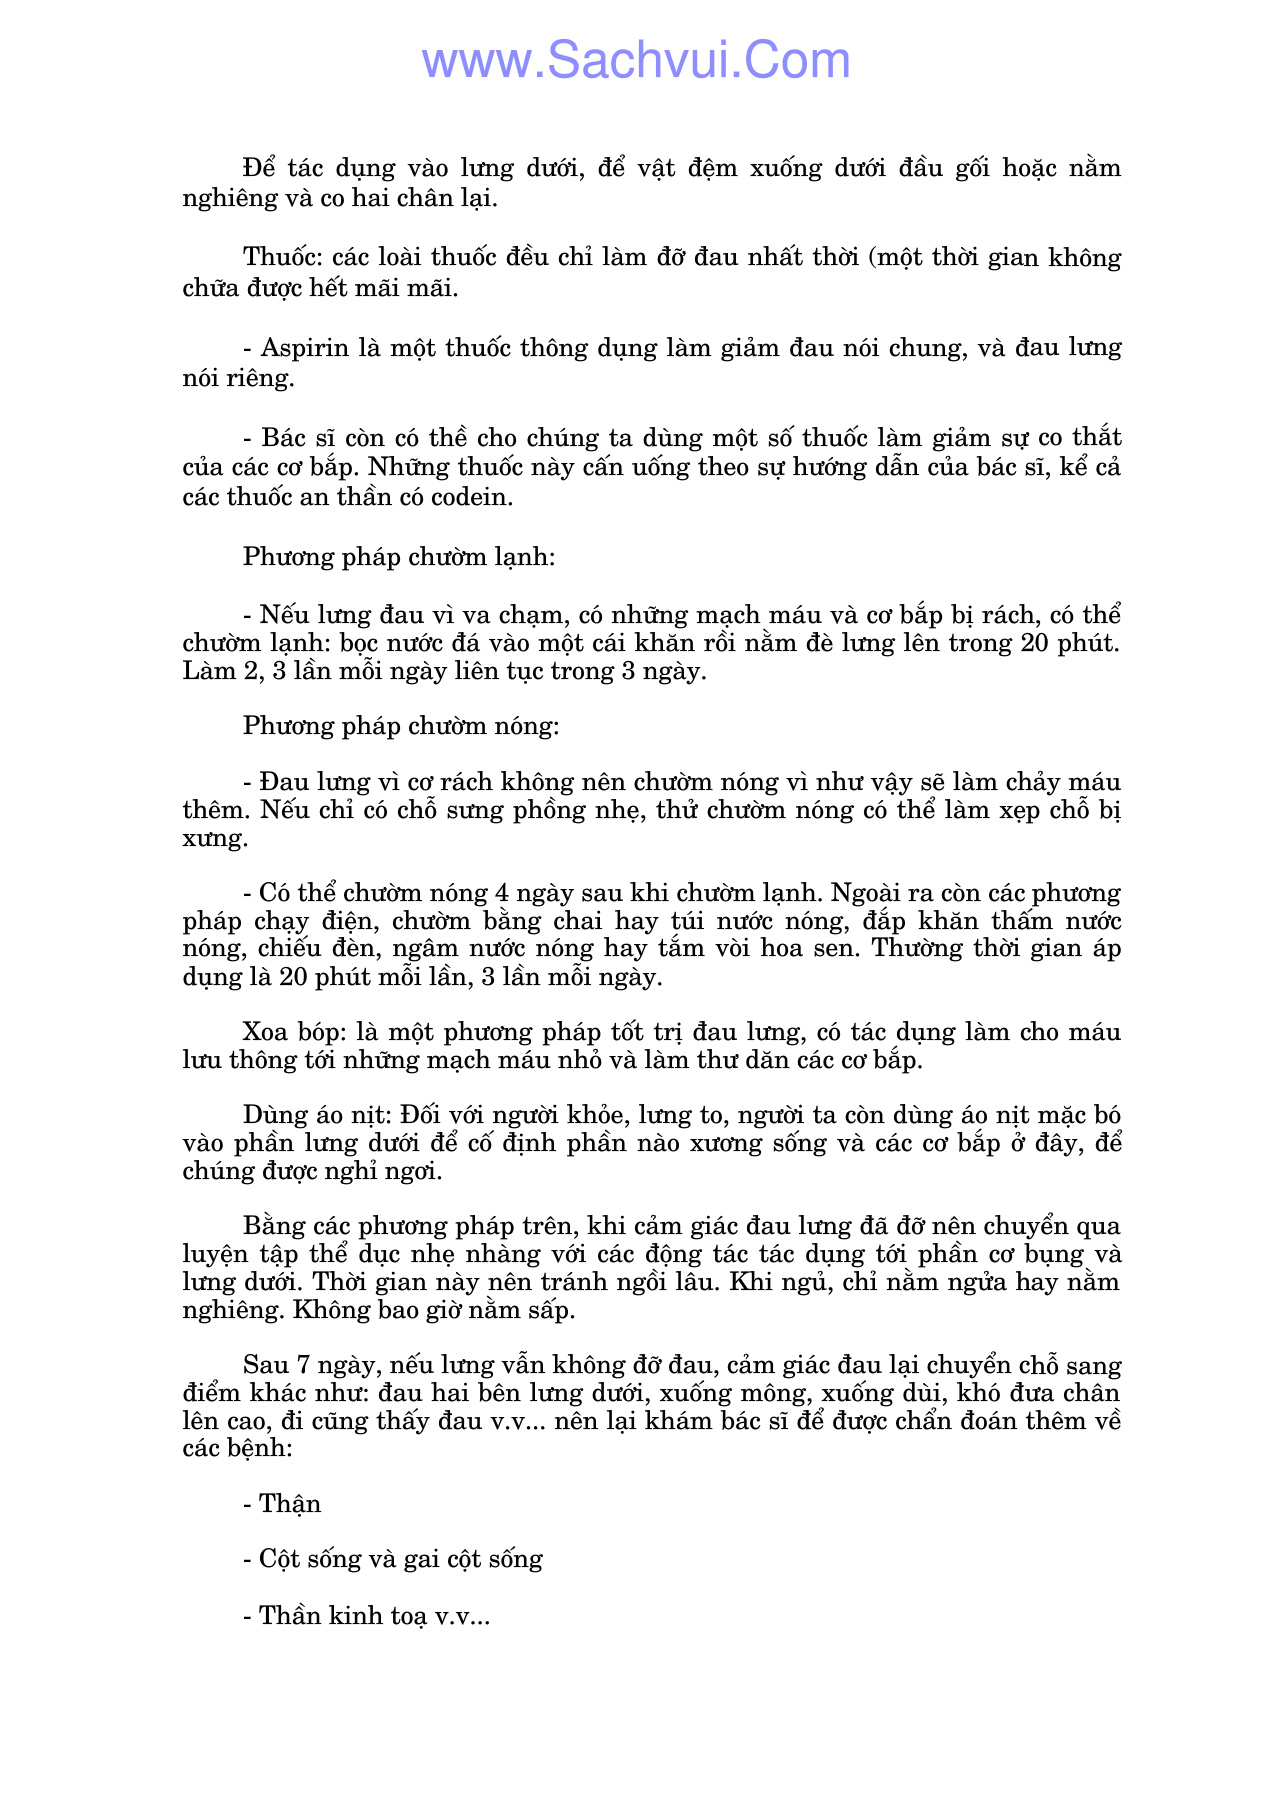 www.Sachvui.Com
Để tác dụng vào lưng dưới, để vật đệm xuống dưới đầu gối hoặc nằm
nghiêng và co hai chân lại.
Thuốc: các loài thuốc đều chỉ làm đỡ đau nhất thời (một thời gian không
chữa được hết mãi mãi.
- Aspirin là một thuốc thông dụng làm giảm đau nói chung, và đau lưng
nói riêng.
- Bác sĩ còn có thề cho chúng ta dùng một số thuốc làm giảm sự co thắt
của các cơ bắp. Những thuốc này cấn uống theo sự hướng dẫn của bác sĩ, kể cả
các thuốc an thần có codein.
Phương pháp chườm lạnh:
- Nếu lưng đau vì va chạm, có những mạch máu và cơ bắp bị rách, có thể
chườm lạnh: bọc nước đá vào một cái khăn rồi nằm đè lưng lên trong 20 phút.
Làm 2, 3 lần mỗi ngày liên tục trong 3 ngày.
Phương pháp chườm nóng:
- Đau lưng vì cơ rách không nên chườm nóng vì như vậy sẽ làm chảy máu
thêm. Nếu chỉ có chỗ sưng phồng nhẹ, thử chườm nóng có thể làm xẹp chỗ bị
xưng.
- Có thể chườm nóng 4 ngày sau khi chườm lạnh. Ngoài ra còn các phương
pháp chạy điện, chườm bằng chai hay túi nước nóng, đắp khăn thấm nước
nóng, chiếu đèn, ngâm nước nóng hay tắm vòi hoa sen. Thường thời gian áp
dụng là 20 phút mỗi lần, 3 lần mỗi ngày.
Xoa bóp: là một phương pháp tốt trị đau lưng, có tác dụng làm cho máu
lưu thông tới những mạch máu nhỏ và làm thư dăn các cơ bắp.
Dùng áo nịt: Đối với người khỏe, lưng to, người ta còn dùng áo nịt mặc bó
vào phần lưng dưới để cố định phần nào xương sống và các cơ bắp ở đây, để
chúng được nghỉ ngơi.
Bằng các phương pháp trên, khi cảm giác đau lưng đã đỡ nên chuyển qua
luyện tập thể dục nhẹ nhàng với các động tác tác dụng tới phần cơ bụng và
lưng dưới. Thời gian này nên tránh ngồi lâu. Khi ngủ, chỉ nằm ngửa hay nằm
nghiêng. Không bao giờ nằm sấp.
Sau 7 ngày, nếu lưng vẫn không đỡ đau, cảm giác đau lại chuyển chỗ sang
điểm khác như: đau hai bên lưng dưới, xuống mông, xuống dùi, khó đưa chân
lên cao, đi cũng thấy đau v.v... nên lại khám bác sĩ để được chẩn đoán thêm về
các bệnh:
- Thận
- Cột sống và gai cột sống
- Thần kinh toạ v.v...